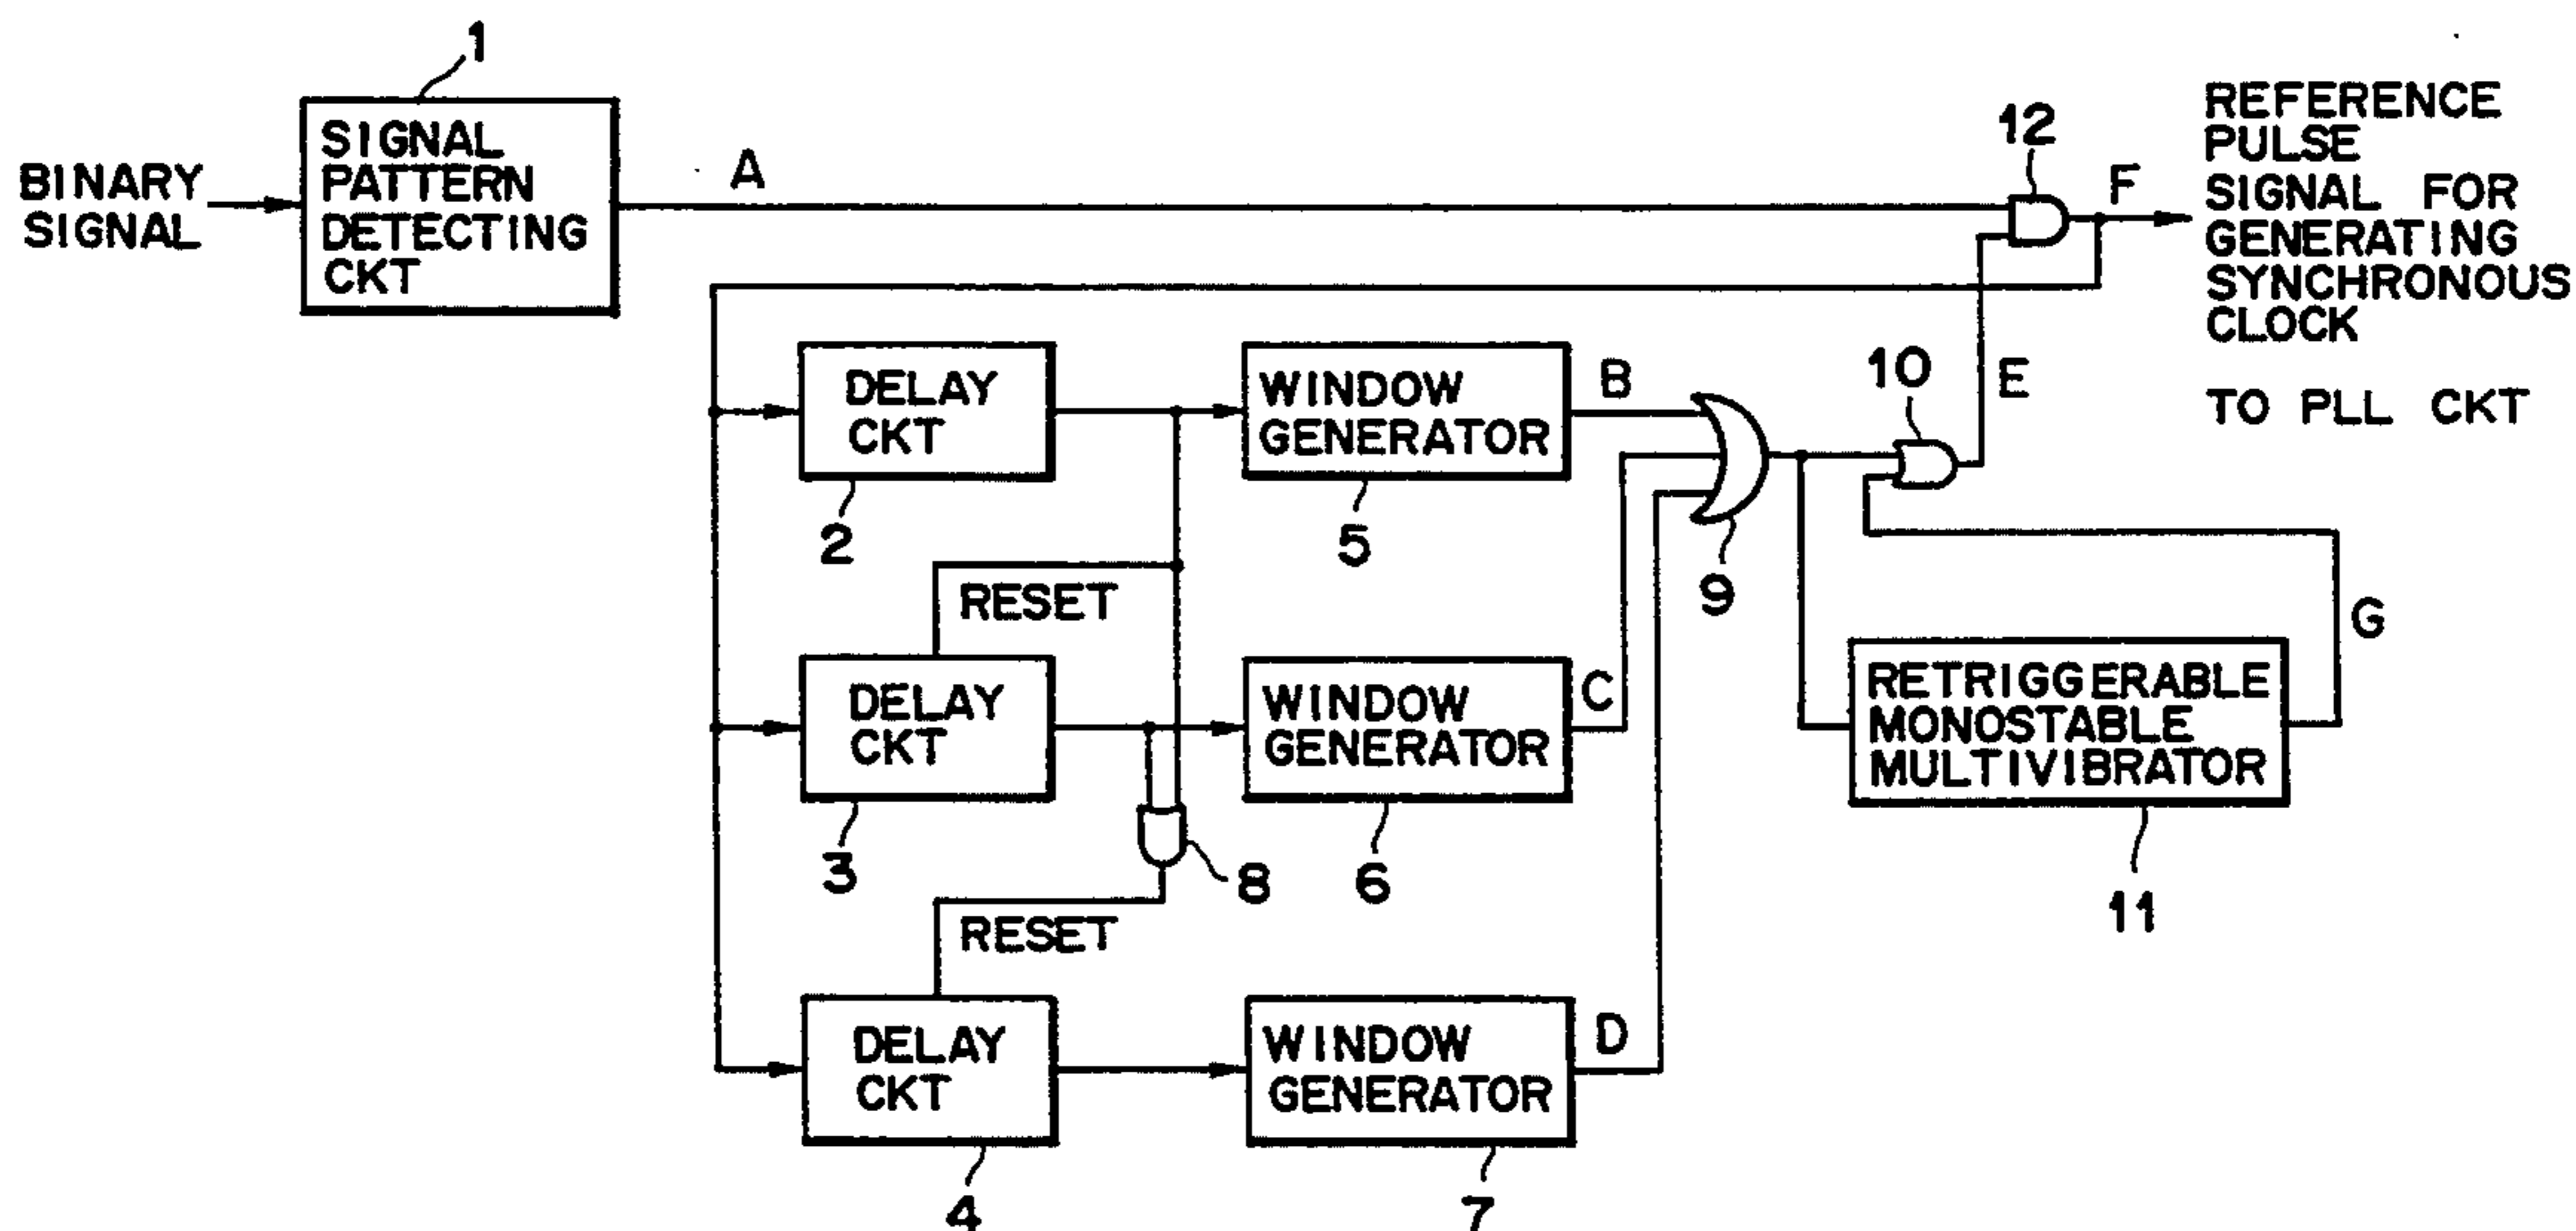 1
BINARY
SIGNAL
SIGNAL
PATTERN
DETECTING
CKT
A
12
F
REFERENCE
PULSE
SIGNAL FOR
GENERATING
SYNCHRONOUS
CLOCK
TO PLL CKT
DELAY
CKT
2
WINDOW
GENERATOR
5
B
9
10
E
RESET
DELAY
CKT
3
WINDOW
GENERATOR
6
C
8
G
RETRIGGERABLE
MONOSTABLE
MULTIVIBRATOR
11
RESET
DELAY
CKT
4
WINDOW
GENERATOR
7
D